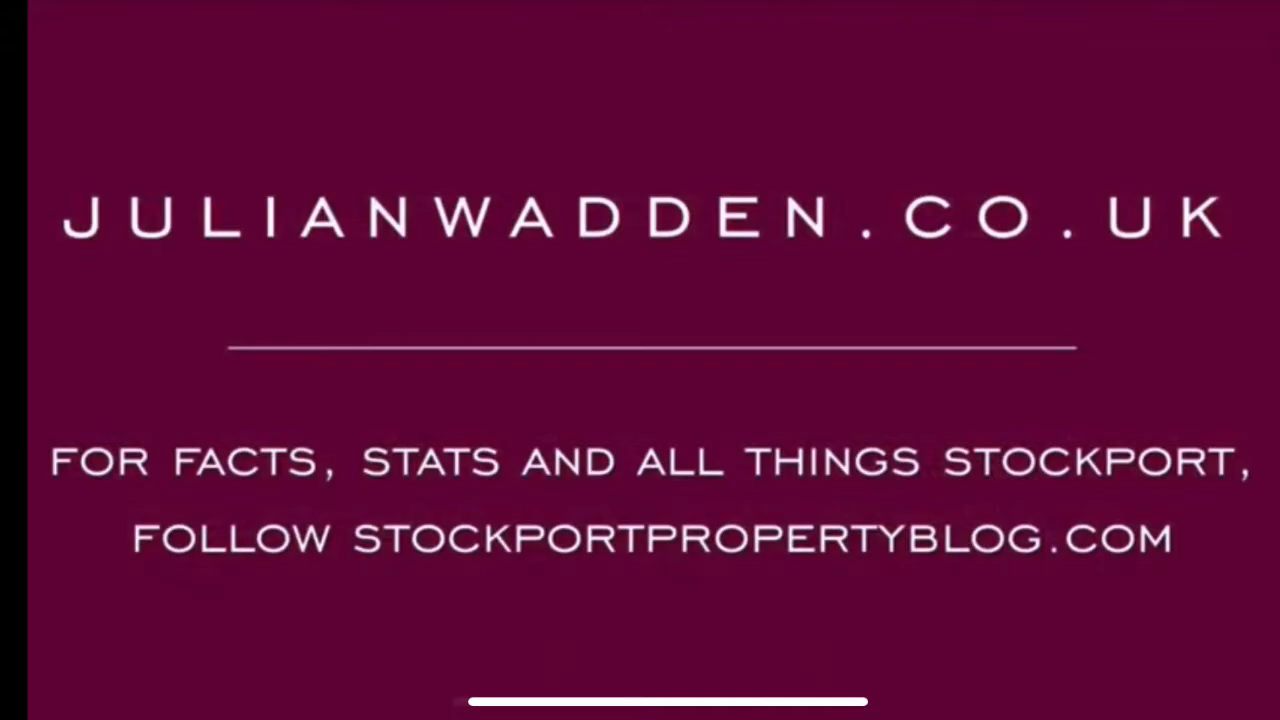 JULIANWADDEN.CO.UK
FOR FACTS, STATS AND ALL THINGS STOCKPORT,
FOLLOW STOCKPORTPROPERTYBLOG.COM